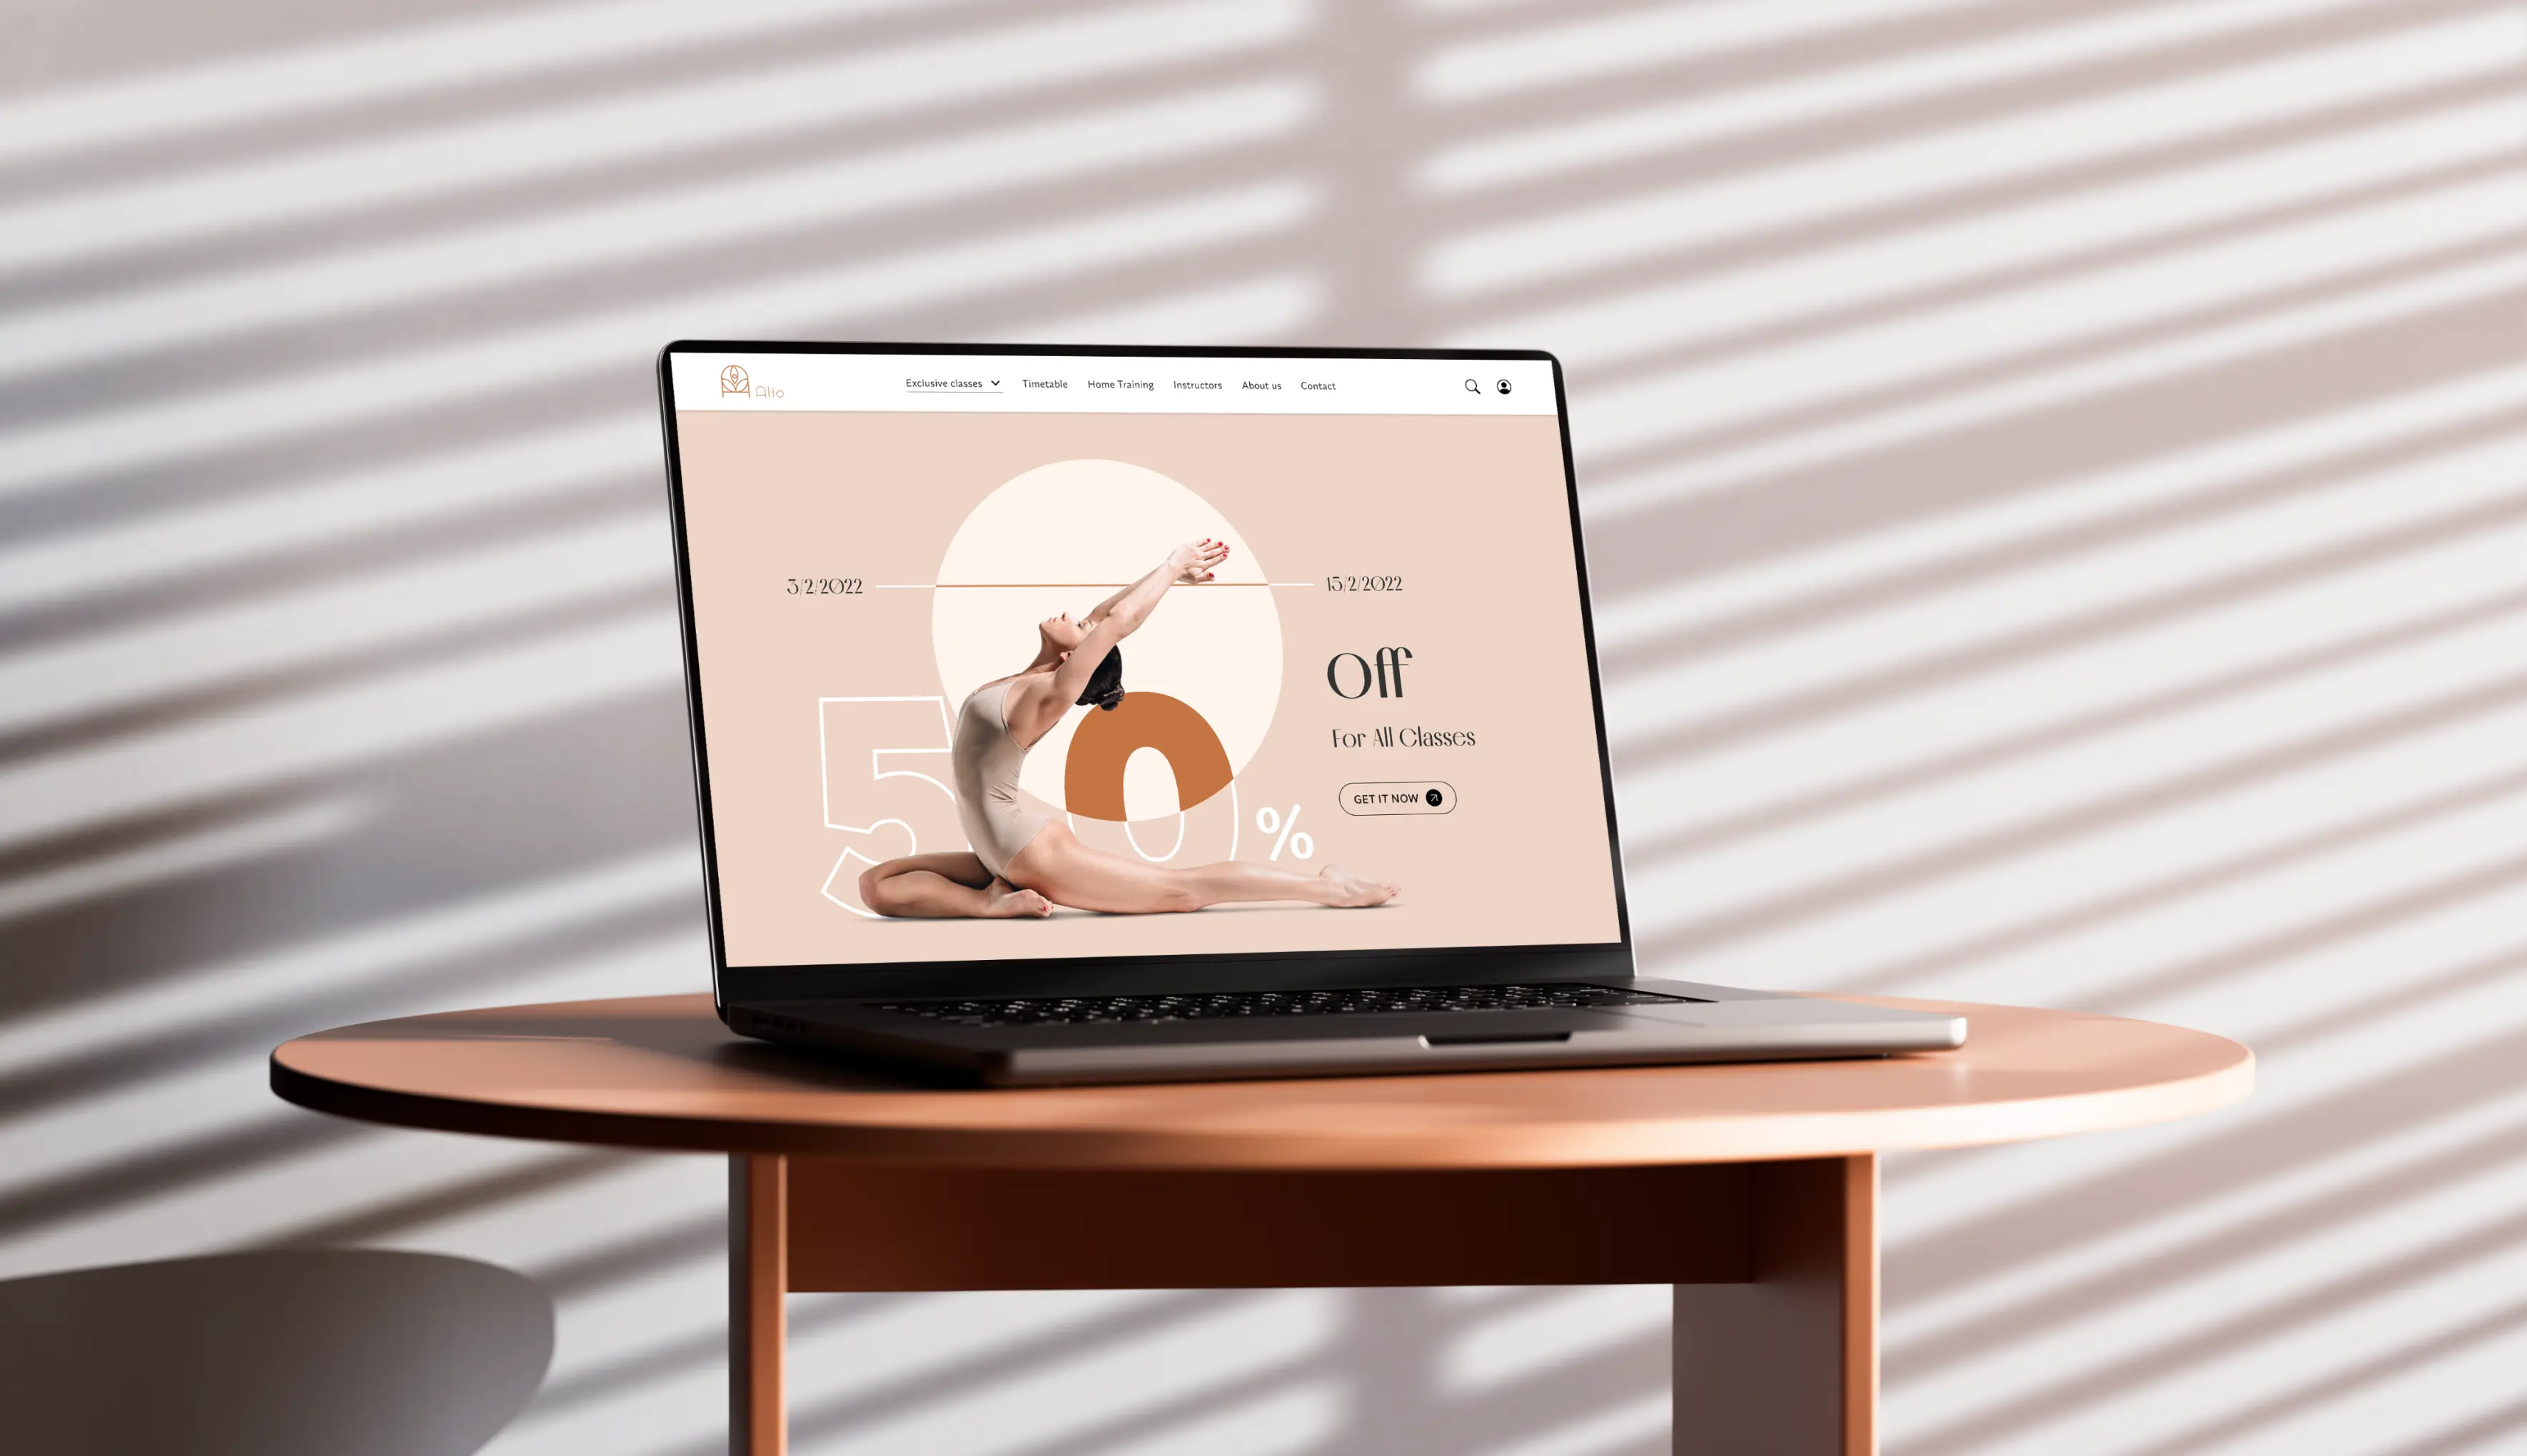 Alio
Exclusive classes
Timetable
Home Training
Instructors
About us
Contact
3/2/2022
15/2/2022
50%
Off
For All Classes
GET IT NOW